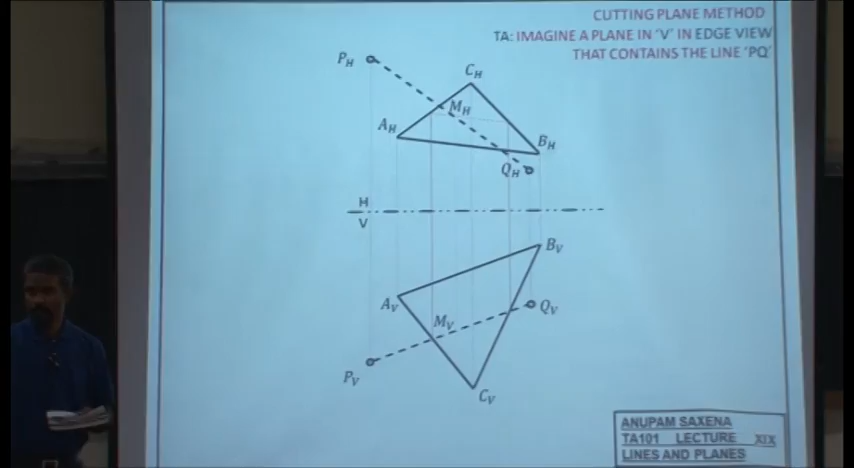 CUTTING PLANE METHOD
TA: IMAGINE A PLANE IN 'V' IN EDGE VIEW
THAT CONTAINS THE LINE 'PQ'
P_H
C_H
M_H
A_H
B_H
Q_H
H
V
B_V
A_V
Q_V
M_V
P_V
C_V
ANUPAM SAXENA
TA101 LECTURE XIX
LINES AND PLANES